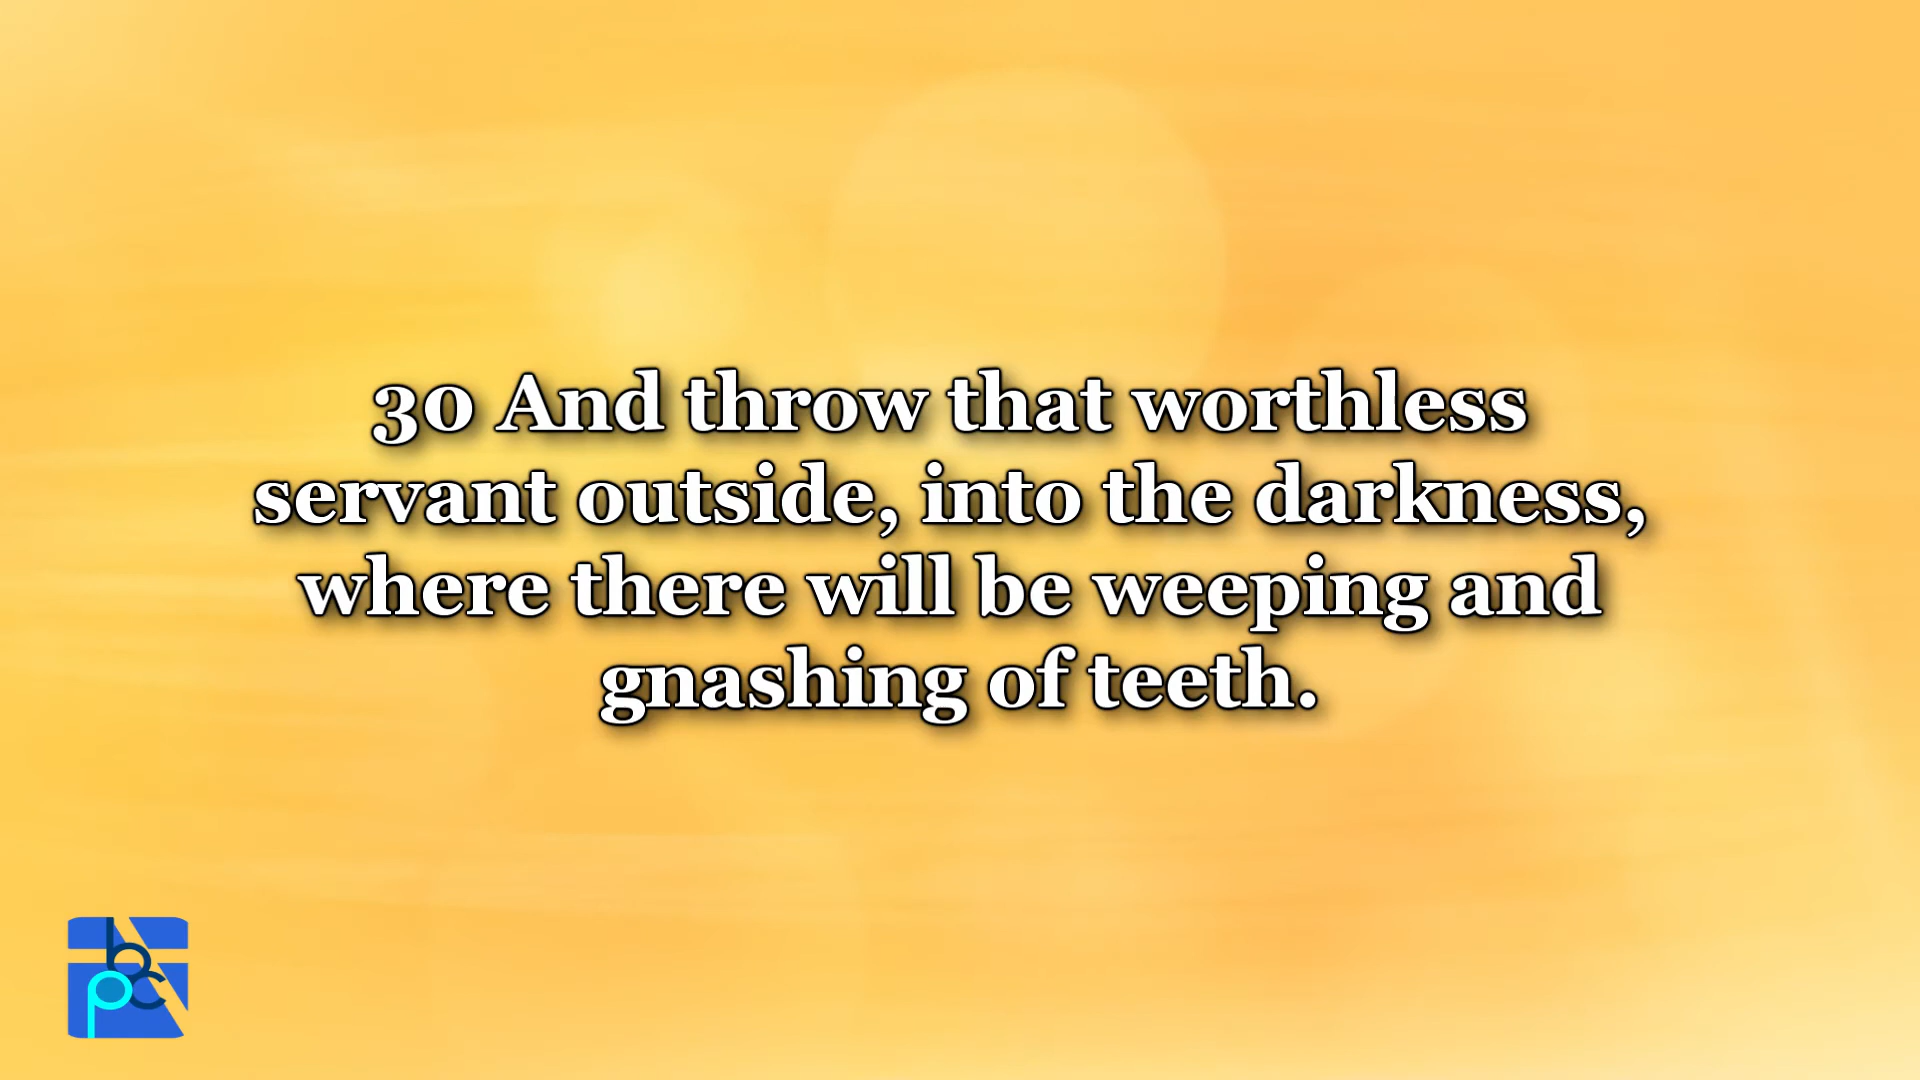 30 And throw that worthless
servant outside, into the darkness,
where there will be weeping and
gnashing of teeth.
pbc